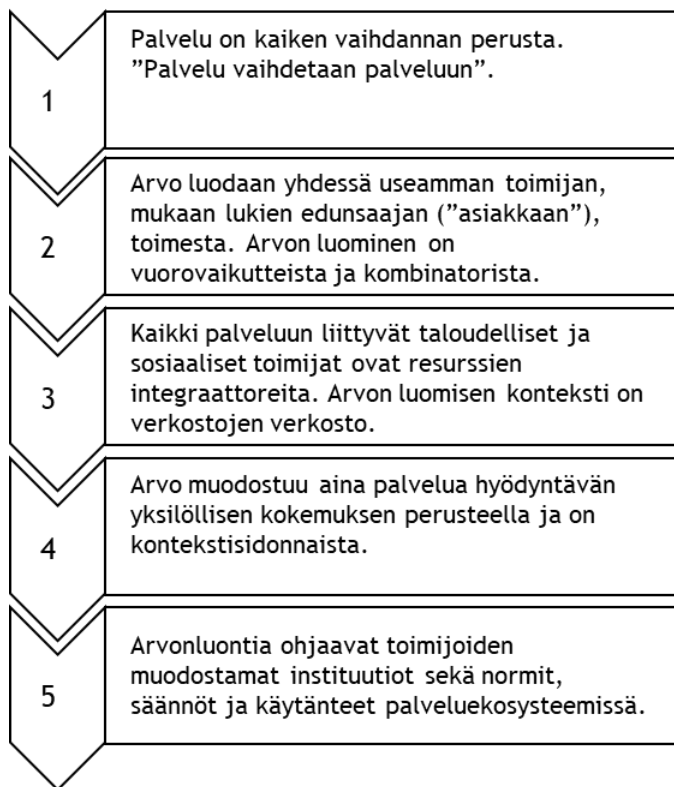 1
Palvelu on kaiken vaihdannan perusta.
”Palvelu vaihdetaan palveluun”.
2
Arvo luodaan yhdessä useamman toimijan,
mukaan lukien edunsaajan (”asiakkaan”),
toimesta. Arvon luominen on
vuorovaikutteista ja kombinatorista.
3
Kaikki palveluun liittyvät taloudelliset ja
sosiaaliset toimijat ovat resurssien
integraattoreita. Arvon luomisen konteksti on
verkostojen verkosto.
4
Arvo muodostuu aina palvelua hyödyntävän
yksilöllisen kokemuksen perusteella ja on
kontekstisidonnaista.
5
Arvonluontia ohjaavat toimijoiden
muodostamat instituutiot sekä normit,
säännöt ja käytänteet palveluekosysteemissä.